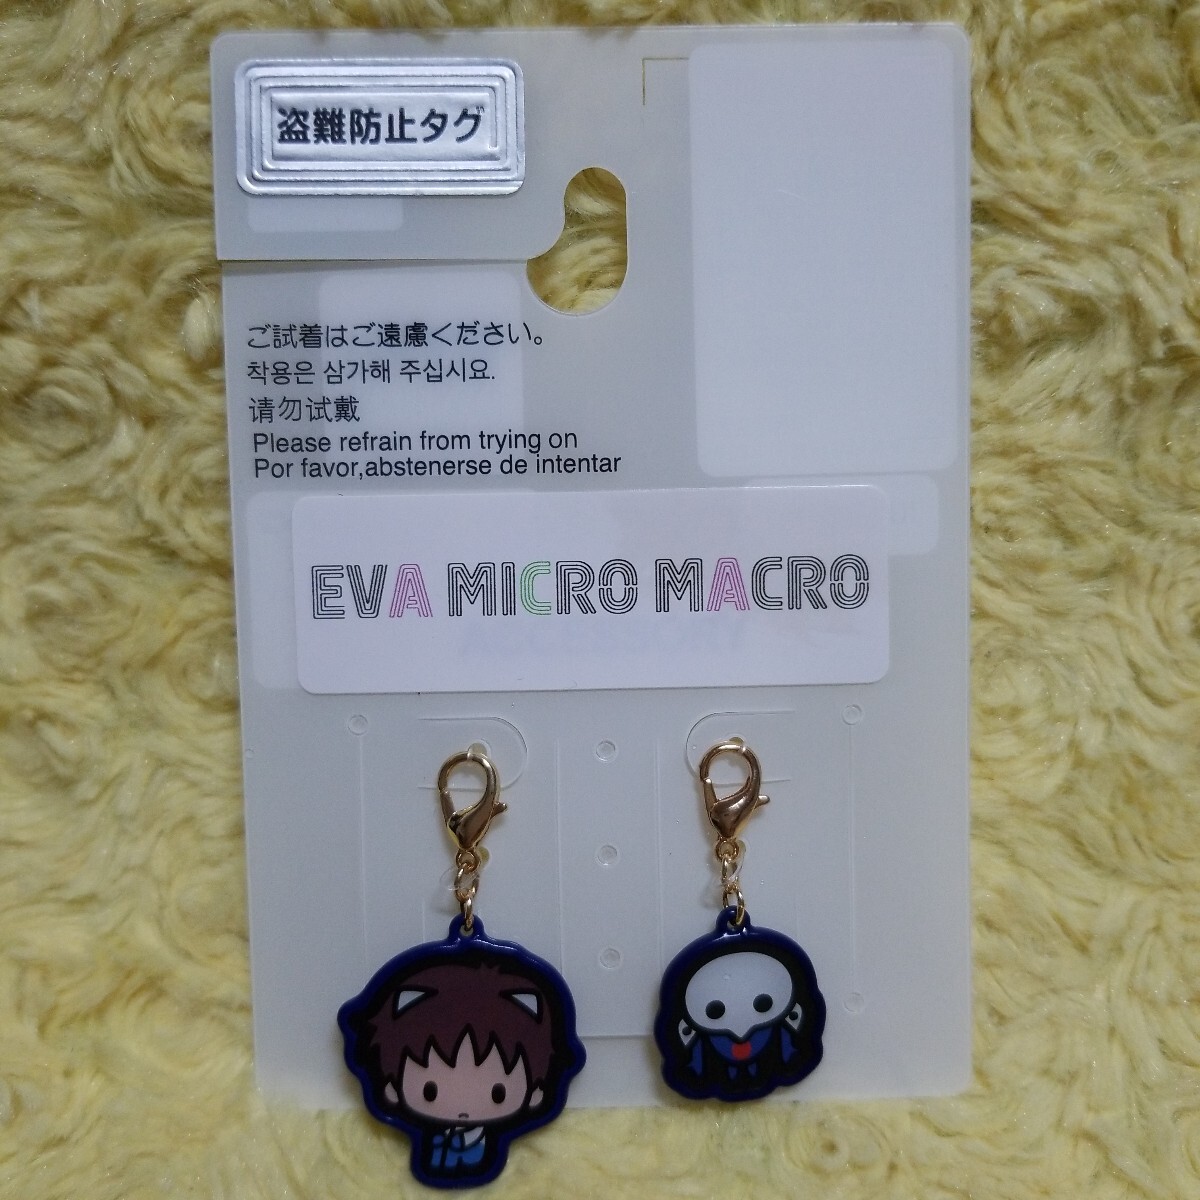 盗難防止タグ
ご試着はご遠慮ください。
착용은 삼가해 주십시요.
请勿试戴
Please refrain from trying on
Por favor,abstenerse de intentar
EVA MICRO MACRO